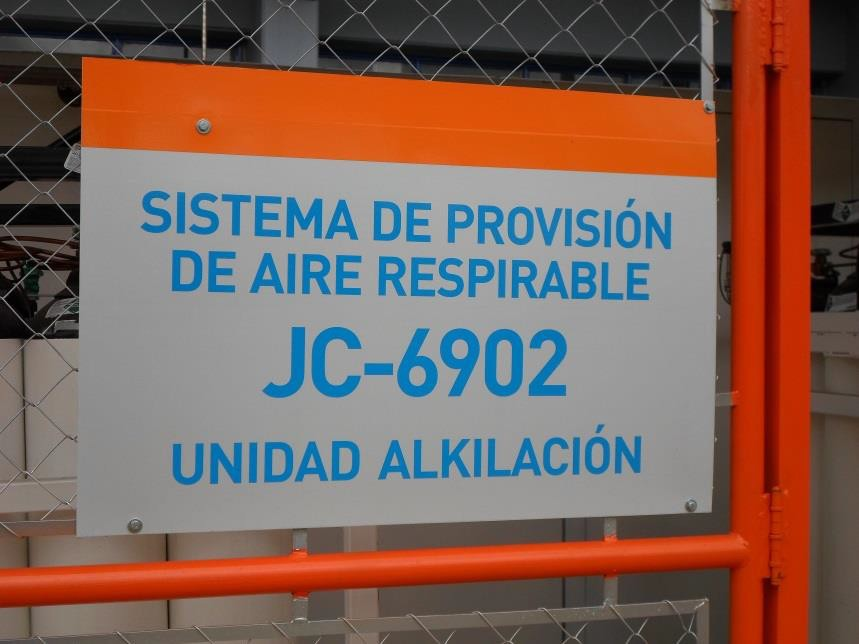 SISTEMA DE PROVISIÓN
DE AIRE RESPIRABLE
JC-6902
UNIDAD ALKILACIÓN